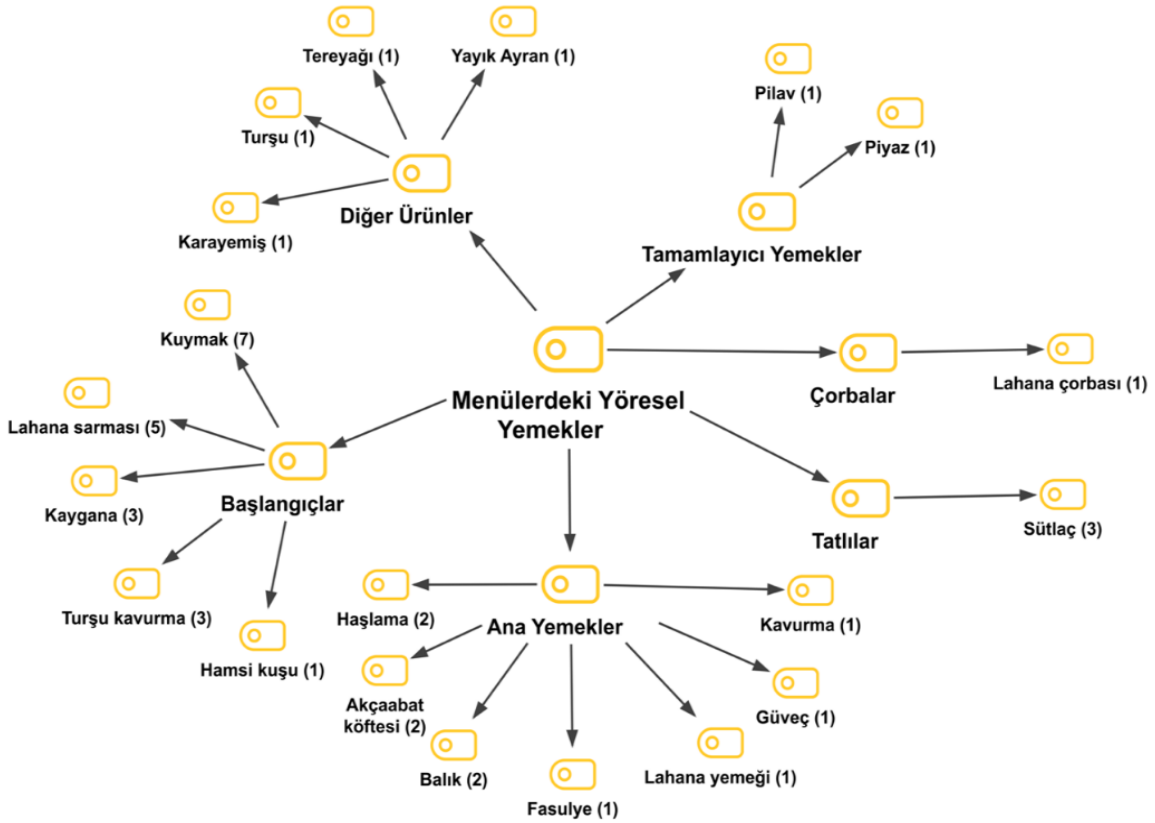 Tereyağı (1)
Yayık Ayran (1)
Turşu (1)
Karayemiş (1)
Diğer Ürünler
Pilav (1)
Piyaz (1)
Tamamlayıcı Yemekler
Kuymak (7)
Lahana sarması (5)
Kaygana (3)
Başlangıçlar
Turşu kavurma (3)
Hamsi kuşu (1)
Menülerdeki Yöresel
Yemekler
Çorbalar
Lahana çorbası (1)
Tatlılar
Sütlaç (3)
Haşlama (2)
Ana Yemekler
Kavurma (1)
Akçaabat
köftesi (2)
Balık (2)
Fasulye (1)
Lahana yemeği (1)
Güveç (1)